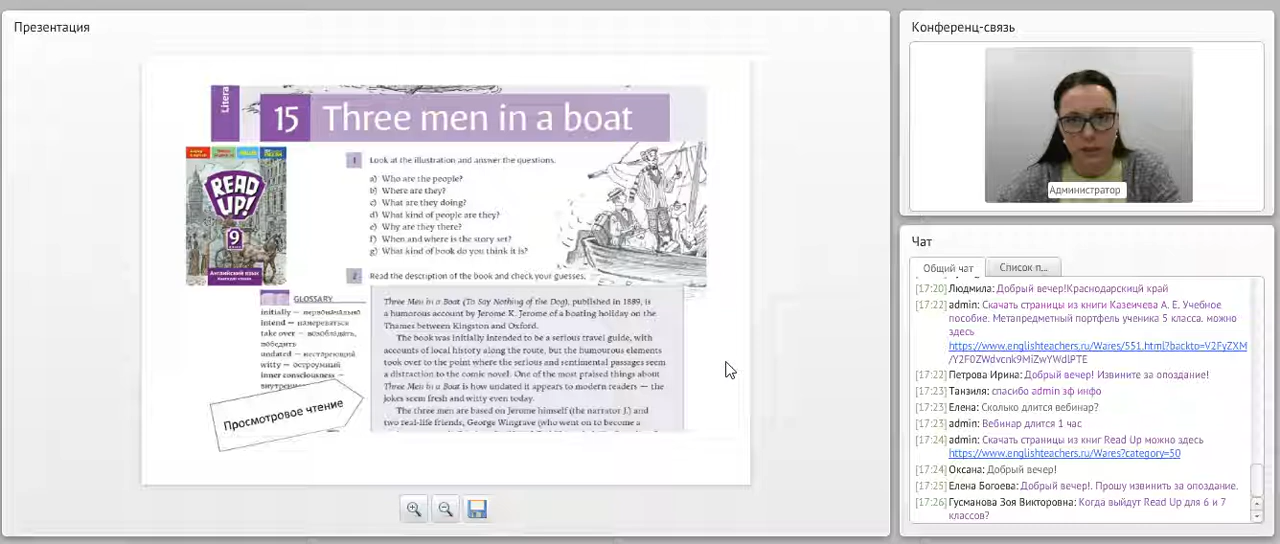 Презентация
Litera
15 Three men in a boat
READ UP!
9
Английский язык
1 Look at the illustration and answer the questions.
a) Who are the people?
b) Where are they?
c) What are they doing?
d) What kind of people are they?
e) Why are they there?
f) When and where is the story set?
g) What kind of book do you think it is?
2 Read the description of the book and check your guesses.
GLOSSARY
initially — первоначально
intend — намереваться
take over — возобладать,
победить
undated — нестареющий
witty — остроумный
inner consciousness —
Просмотровое чтение
Three Men in a Boat (To Say Nothing of the Dog), published in 1889, is
a humorous account by Jerome K. Jerome of a boating holiday on the
Thames between Kingston and Oxford.
The book was initially intended to be a serious travel guide, with
accounts of local history along the route, but the humourous elements
took over to the point where the serious and sentimental passages seem
a distraction to the comic novel. One of the most praised things about
Three Men in a Boat is how undated it appears to modern readers — the
jokes seem fresh and witty even today.
The three men are based on Jerome himself (the narrator J.) and
two real-life friends, George Wingrave (who went on to become a
Конференц-связь
Администратор
Чат
Общий чат
Список п...
[17:20] Людмила: Добрый вечер!Краснодарскиций край
[17:22] admin: Скачать страницы из книги Казеичева А. Е. Учебное
пособие. Метапредметный портфель ученика 5 класса. можно
здесь
https://www.englishteachers.ru/Wares/551.html?backto=V2FyZXM
/Y2F0ZWdvcnk9MiZwYWdlPTE
[17:22] Петрова Ирина: Добрый вечер! Извините за опоздание!
[17:23] Танзиля: спасибо admin зф инфо
[17:23] Елена: Сколько длится вебинар?
[17:23] admin: Вебинар длится 1 час
[17:24] admin: Скачать страницы из книг Read Up можно здесь
https://www.englishteachers.ru/Wares?category=50
[17:24] Оксана: Добрый вечер!
[17:25] Елена Богоева: Добрый вечер!. Прошу извинить за опоздание.
[17:26] Гусманова Зоя Викторовна: Когда выйдут Read Up для 6 и 7
классов?